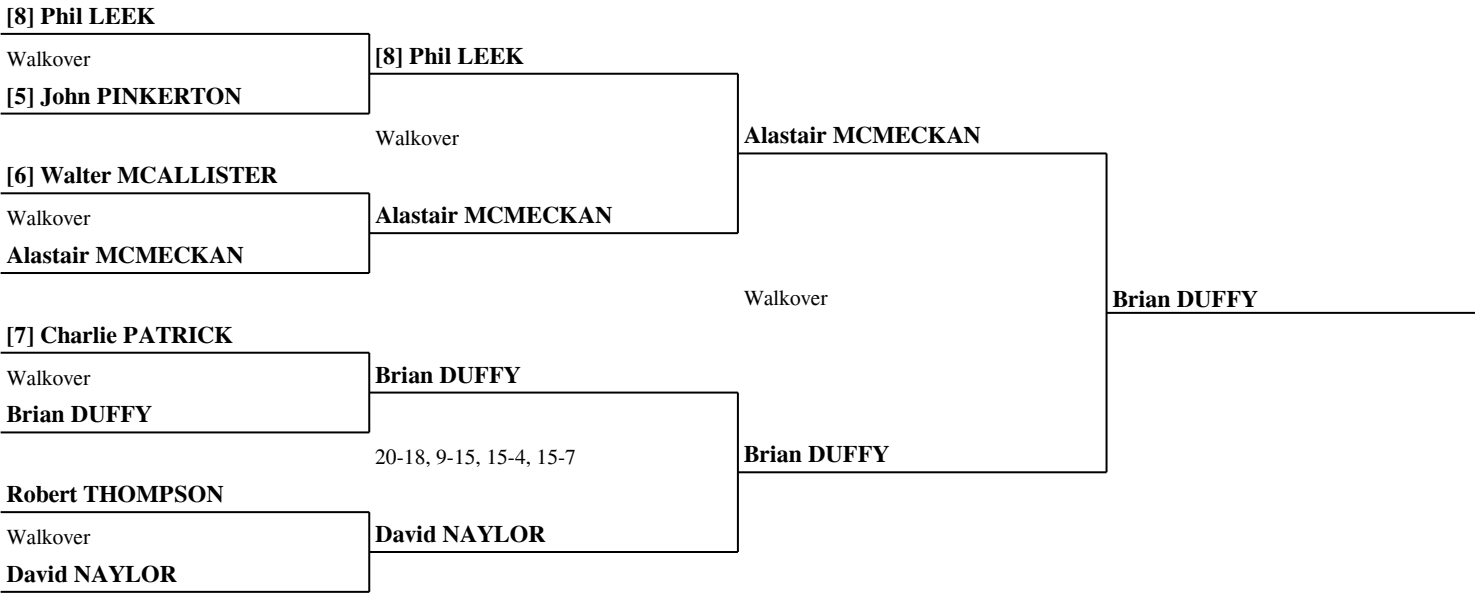 [8] Phil LEEK
Walkover
[5] John PINKERTON
[8] Phil LEEK
Walkover
[6] Walter MCALLISTER
Walkover
Alastair MCMECKAN
Alastair MCMECKAN
Alastair MCMECKAN
Walkover
[7] Charlie PATRICK
Walkover
Brian DUFFY
Brian DUFFY
20-18, 9-15, 15-4, 15-7
Robert THOMPSON
Walkover
David NAYLOR
David NAYLOR
Brian DUFFY
Brian DUFFY